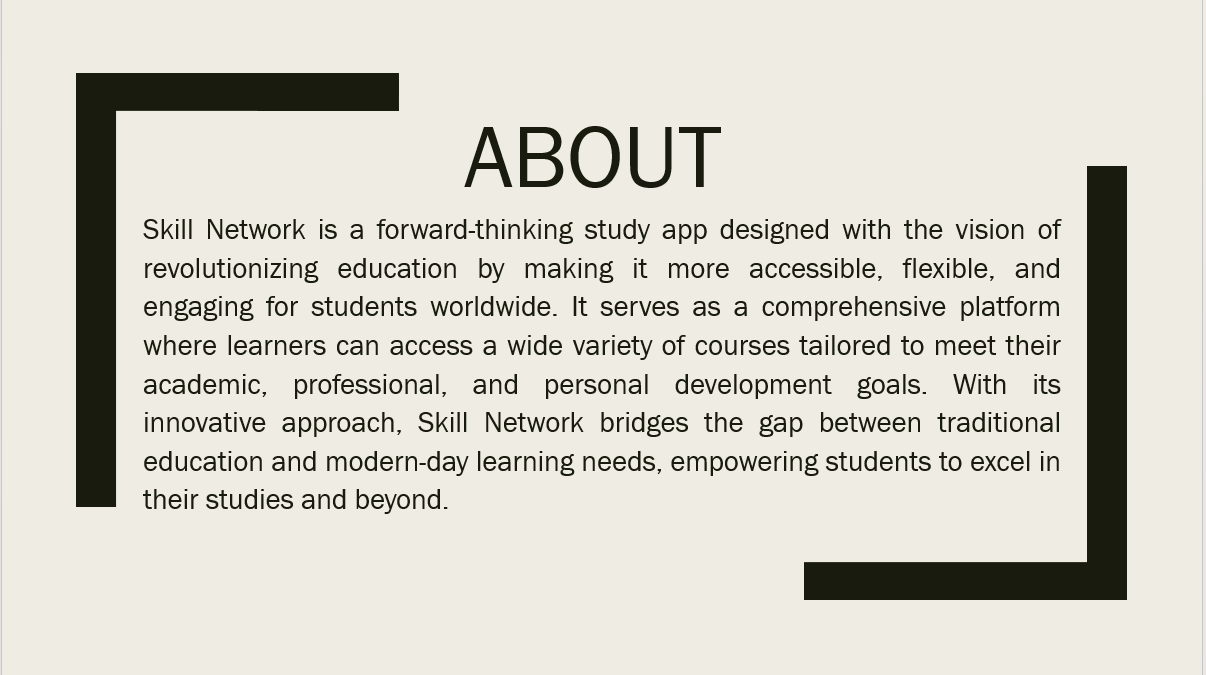 ABOUT
Skill Network is a forward-thinking study app designed with the vision of
revolutionizing education by making it more accessible, flexible, and
engaging for students worldwide. It serves as a comprehensive platform
where learners can access a wide variety of courses tailored to meet their
academic, professional, and personal development goals. With its
innovative approach, Skill Network bridges the gap between traditional
education and modern-day learning needs, empowering students to excel in
their studies and beyond.